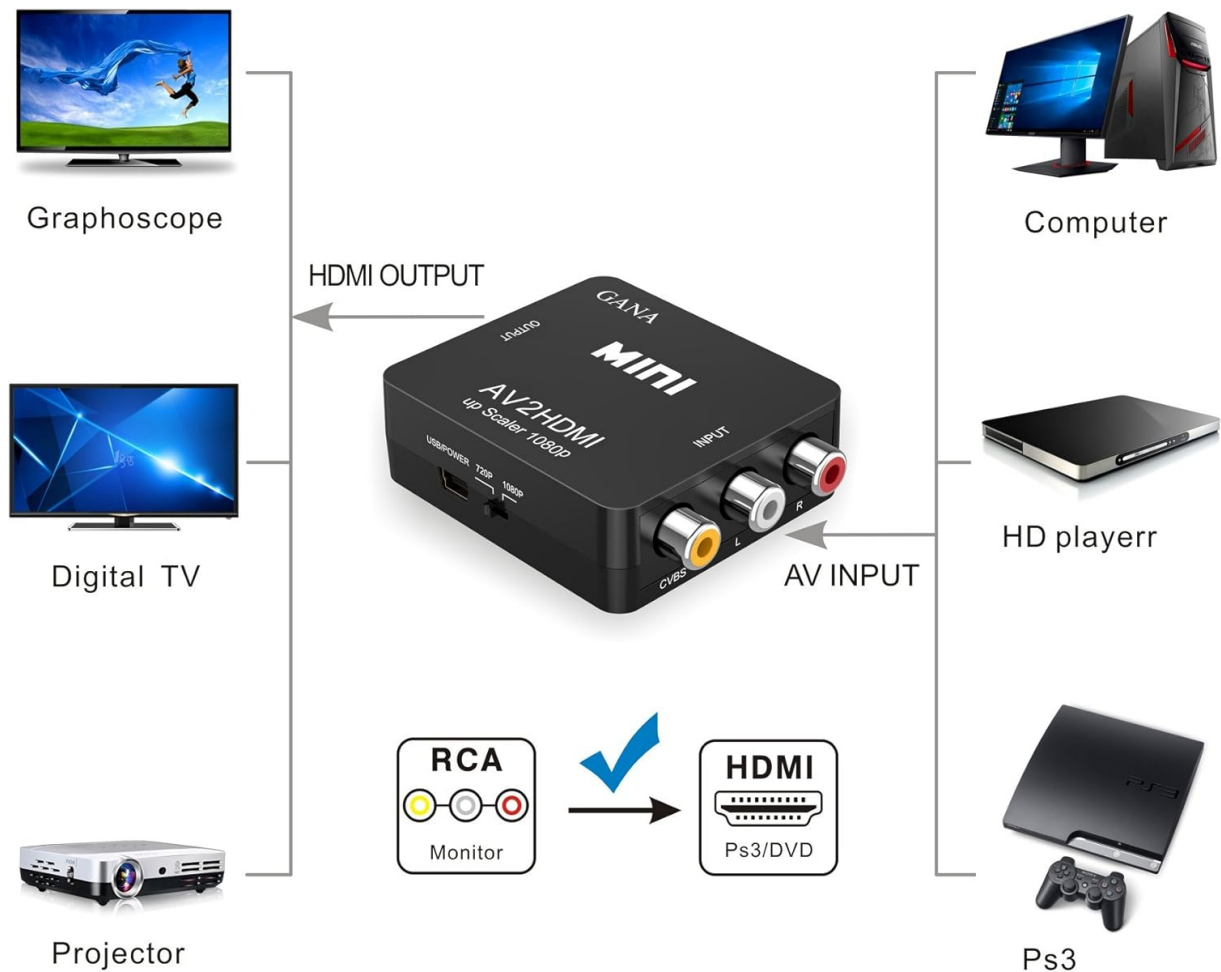 Graphoscope
Computer
HDMI OUTPUT
GANA
OUTPUT
MINI
AV2HDMI
up Scaler 1080p
INPUT
USB/POWER 720P 1080P
R
L
CVBS
AV INPUT
Digital TV
HD playerr
RCA
Monitor
HDMI
Ps3/DVD
PS3
Projector
Ps3